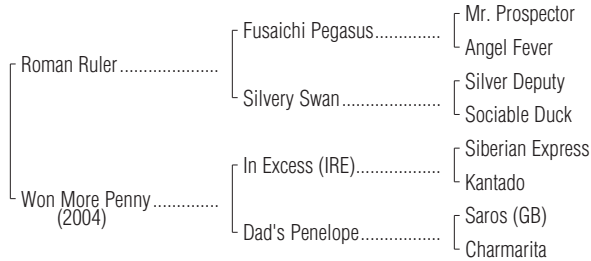 Mr. Prospector
Fusaichi Pegasus..............
Angel Fever
Roman Ruler.....................
Silver Deputy
Silvery Swan.....................
Sociable Duck
Siberian Express
In Excess (IRE)..................
Kantado
Won More Penny..............
(2004)
Saros (GB)
Dad's Penelope.................
Charmarita